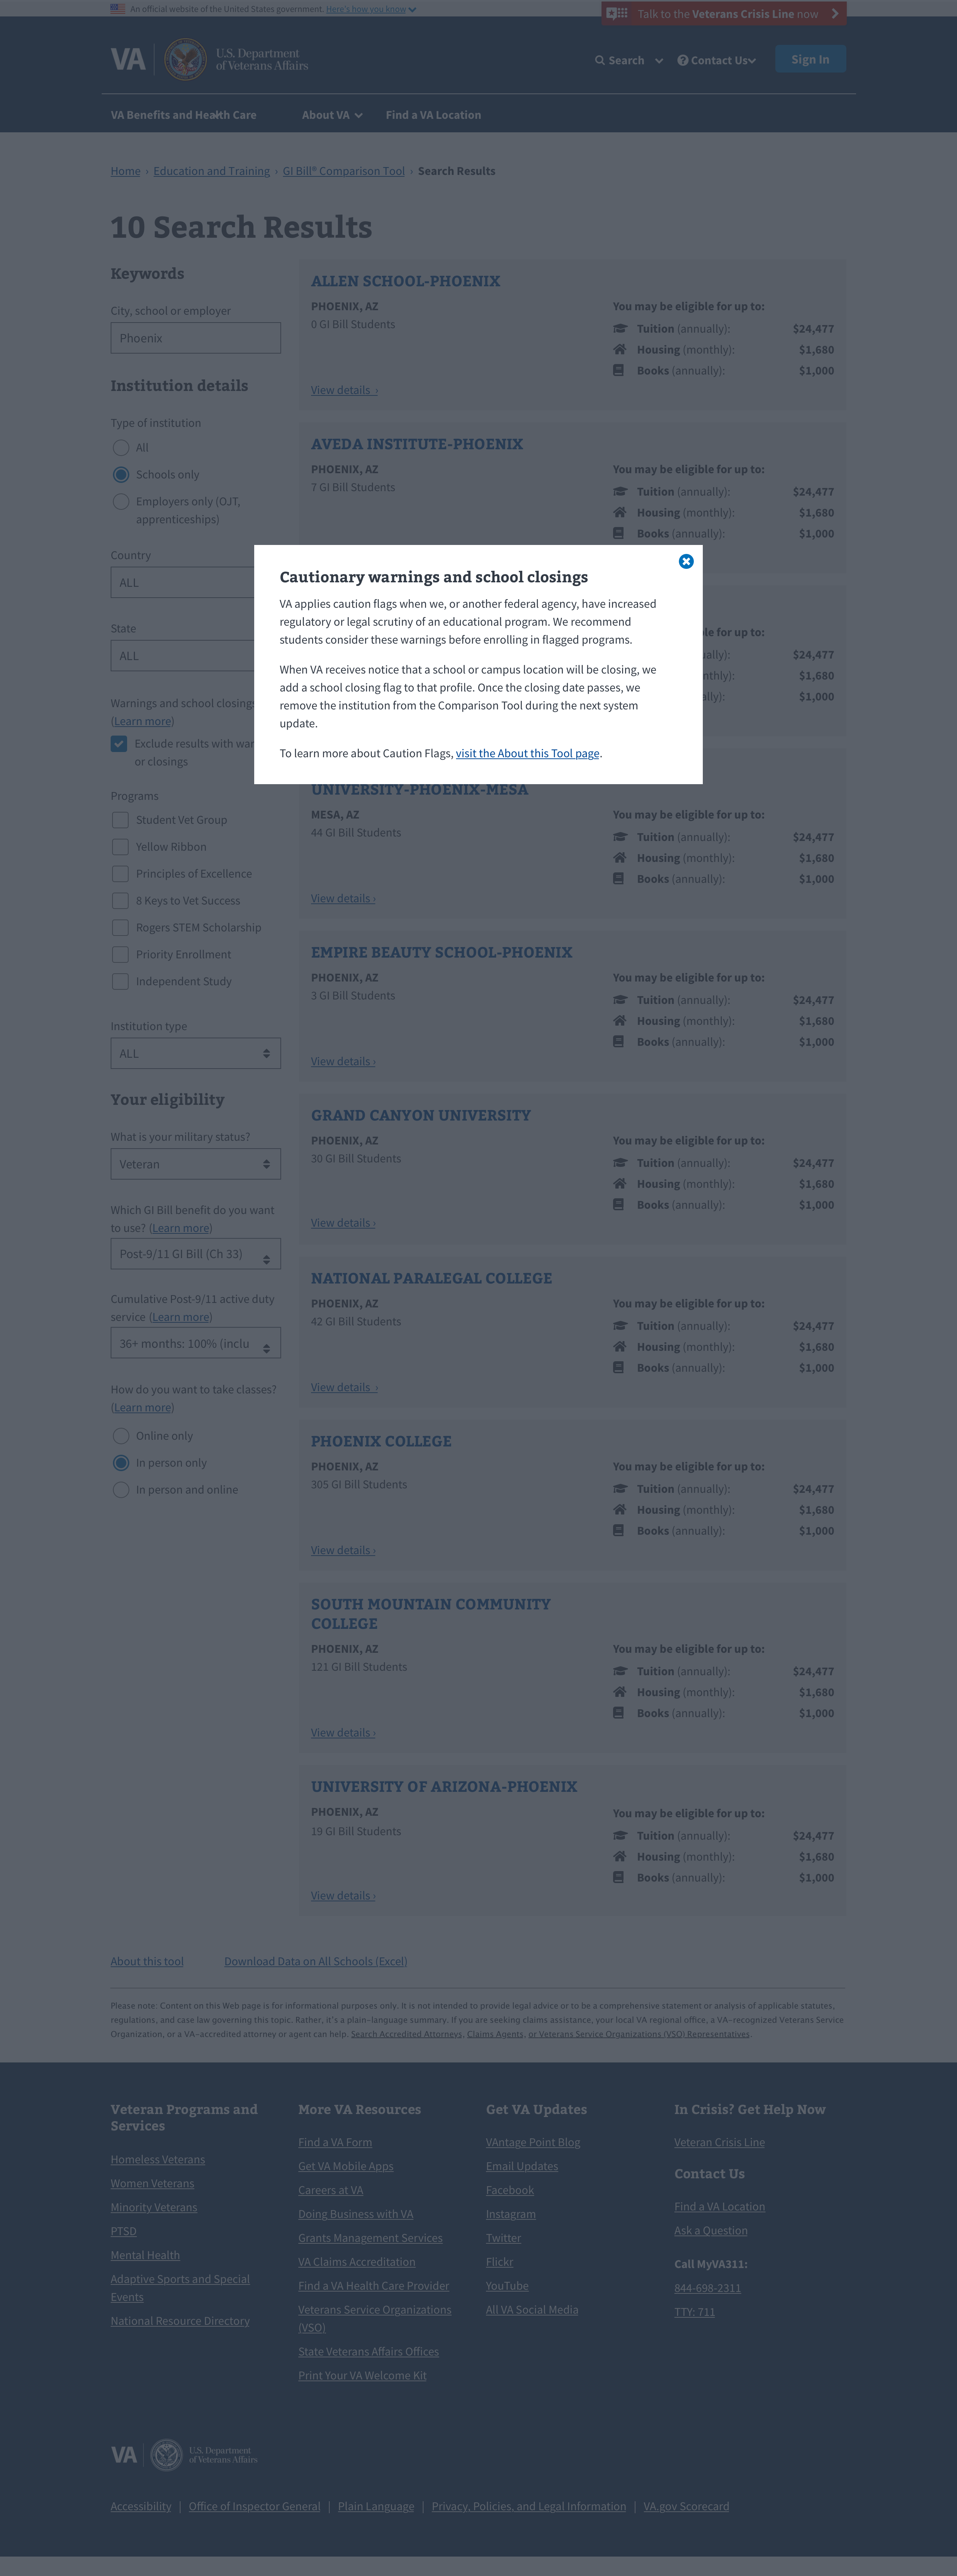 An official website of the United States government. Here's how you know
Talk to the Veterans Crisis Line now
VA
U.S. Department
of Veterans Affairs
Search
Contact Us
Sign In
VA Benefits and Health Care
About VA
Find a VA Location
Home › Education and Training › GI Bill® Comparison Tool › Search Results
10 Search Results
Keywords
City, school or employer
Phoenix
Institution details
Type of institution
All
Schools only
Employers only (OJT,
apprenticeships)
Country
ALL
State
ALL
Warnings and school closings
(Learn more)
Exclude results with war
or closings
Programs
Student Vet Group
Yellow Ribbon
Principles of Excellence
8 Keys to Vet Success
Rogers STEM Scholarship
Priority Enrollment
Independent Study
Institution type
ALL
Your eligibility
What is your military status?
Veteran
Which GI Bill benefit do you want
to use? (Learn more)
Post-9/11 GI Bill (Ch 33)
Cumulative Post-9/11 active duty
service (Learn more)
36+ months: 100% (inclu
How do you want to take classes?
(Learn more)
Online only
In person only
In person and online
ALLEN SCHOOL-PHOENIX
PHOENIX, AZ
0 GI Bill Students
View details ›
You may be eligible for up to:
Tuition (annually): $24,477
Housing (monthly): $1,680
Books (annually): $1,000
AVEDA INSTITUTE-PHOENIX
PHOENIX, AZ
7 GI Bill Students
You may be eligible for up to:
Tuition (annually): $24,477
Housing (monthly): $1,680
Books (annually): $1,000
Cautionary warnings and school closings
VA applies caution flags when we, or another federal agency, have increased
regulatory or legal scrutiny of an educational program. We recommend
students consider these warnings before enrolling in flagged programs.
When VA receives notice that a school or campus location will be closing, we
add a school closing flag to that profile. Once the closing date passes, we
remove the institution from the Comparison Tool during the next system
update.
To learn more about Caution Flags, visit the About this Tool page.
ble for up to:
ually): $24,477
nthly): $1,680
ally): $1,000
UNIVERSITY-PHOENIX-MESA
MESA, AZ
44 GI Bill Students
View details ›
You may be eligible for up to:
Tuition (annually): $24,477
Housing (monthly): $1,680
Books (annually): $1,000
EMPIRE BEAUTY SCHOOL-PHOENIX
PHOENIX, AZ
3 GI Bill Students
View details ›
You may be eligible for up to:
Tuition (annually): $24,477
Housing (monthly): $1,680
Books (annually): $1,000
GRAND CANYON UNIVERSITY
PHOENIX, AZ
30 GI Bill Students
View details ›
You may be eligible for up to:
Tuition (annually): $24,477
Housing (monthly): $1,680
Books (annually): $1,000
NATIONAL PARALEGAL COLLEGE
PHOENIX, AZ
42 GI Bill Students
View details ›
You may be eligible for up to:
Tuition (annually): $24,477
Housing (monthly): $1,680
Books (annually): $1,000
PHOENIX COLLEGE
PHOENIX, AZ
305 GI Bill Students
View details ›
You may be eligible for up to:
Tuition (annually): $24,477
Housing (monthly): $1,680
Books (annually): $1,000
SOUTH MOUNTAIN COMMUNITY
COLLEGE
PHOENIX, AZ
121 GI Bill Students
View details ›
You may be eligible for up to:
Tuition (annually): $24,477
Housing (monthly): $1,680
Books (annually): $1,000
UNIVERSITY OF ARIZONA-PHOENIX
PHOENIX, AZ
19 GI Bill Students
View details ›
You may be eligible for up to:
Tuition (annually): $24,477
Housing (monthly): $1,680
Books (annually): $1,000
About this tool
Download Data on All Schools (Excel)
Please note: Content on this Web page is for informational purposes only. It is not intended to provide legal advice or to be a comprehensive statement or analysis of applicable statutes,
regulations, and case law governing this topic. Rather, it's a plain-language summary. If you are seeking claims assistance, your local VA regional office, a VA-recognized Veterans Service
Organization, or a VA-accredited attorney or agent can help. Search Accredited Attorneys, Claims Agents, or Veterans Service Organizations (VSO) Representatives.
Veteran Programs and
Services
Homeless Veterans
Women Veterans
Minority Veterans
PTSD
Mental Health
Adaptive Sports and Special
Events
National Resource Directory
More VA Resources
Find a VA Form
Get VA Mobile Apps
Careers at VA
Doing Business with VA
Grants Management Services
VA Claims Accreditation
Find a VA Health Care Provider
Veterans Service Organizations
(VSO)
State Veterans Affairs Offices
Print Your VA Welcome Kit
Get VA Updates
VAntage Point Blog
Email Updates
Facebook
Instagram
Twitter
Flickr
YouTube
All VA Social Media
In Crisis? Get Help Now
Veteran Crisis Line
Contact Us
Find a VA Location
Ask a Question
Call MyVA311:
844-698-2311
TTY: 711
VA
U.S. Department
of Veterans Affairs
Accessibility | Office of Inspector General | Plain Language | Privacy, Policies, and Legal Information | VA.gov Scorecard